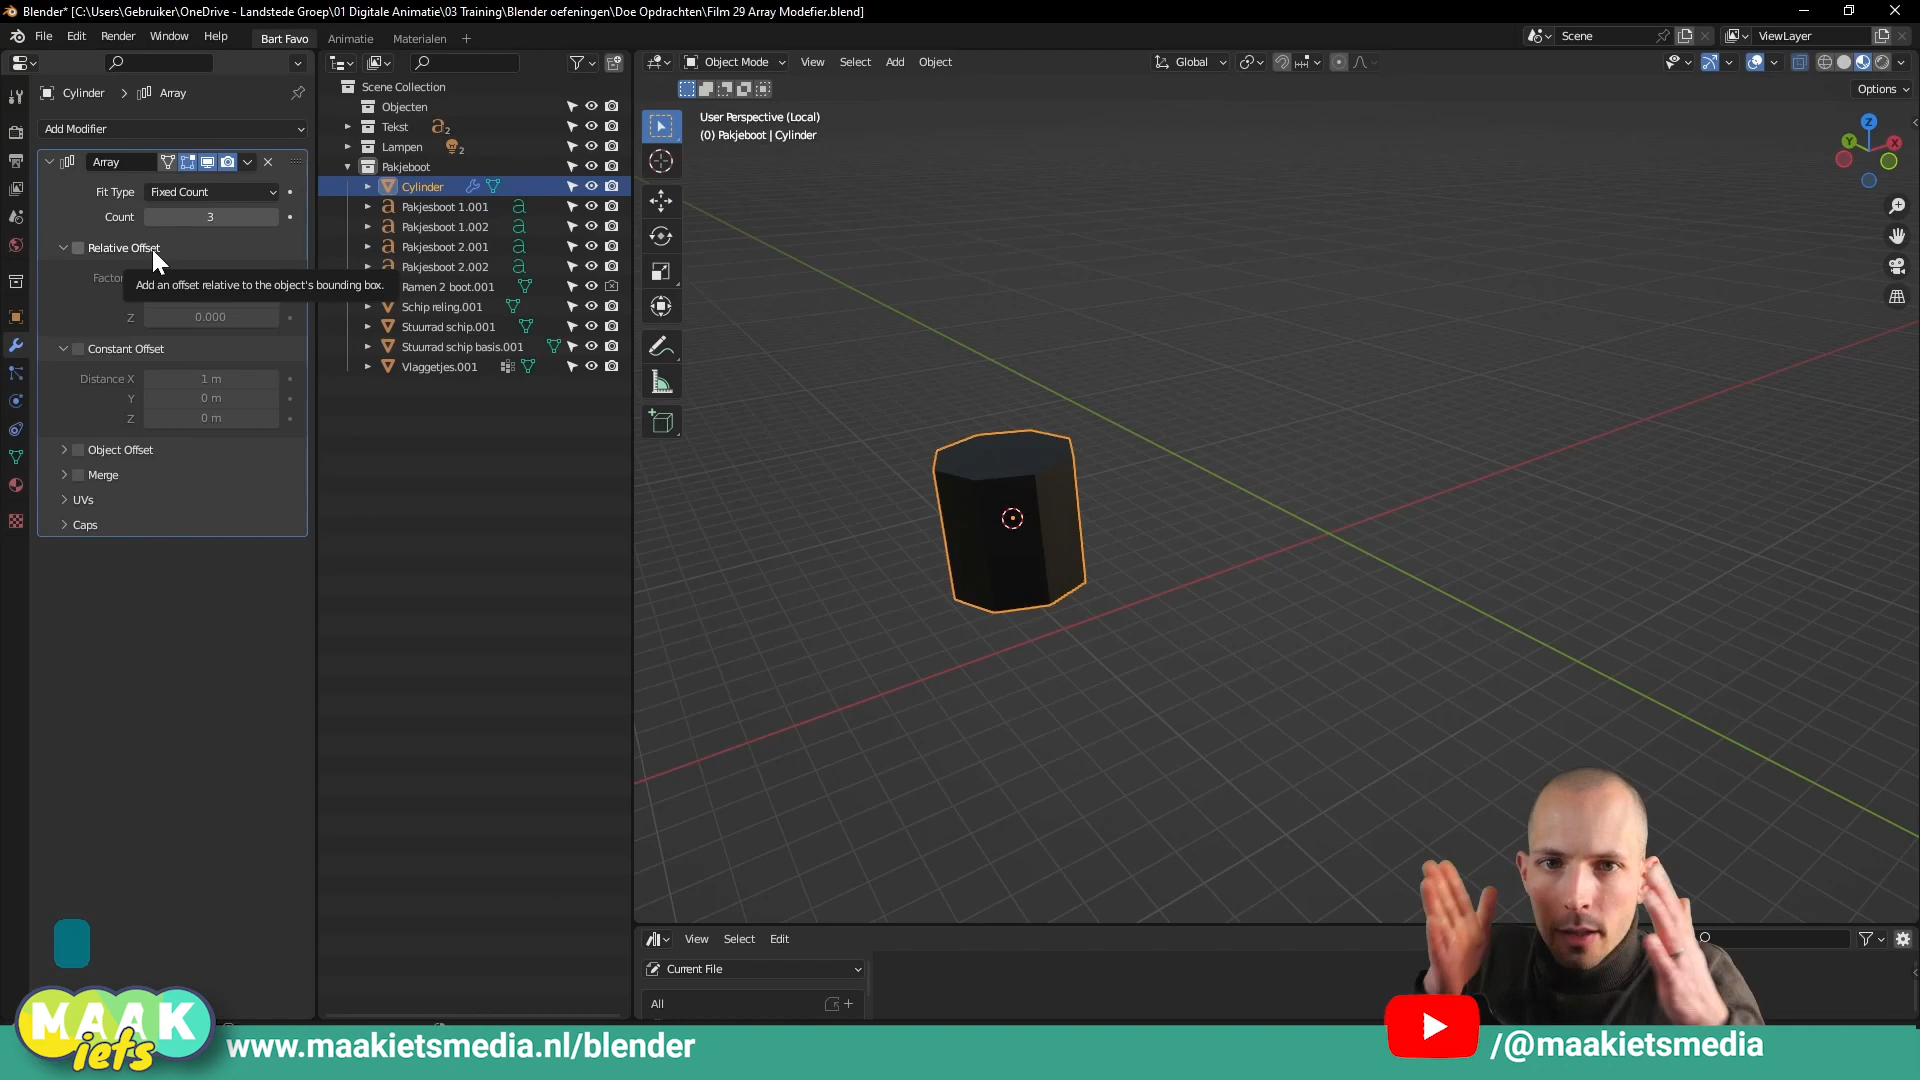 Blender* [C:\Users\Gebruiker\OneDrive - Landstede Groep\01 Digitale Animatie\03 Training\Blender oefeningen\Doe Opdrachten\Film 29 Array Modefier.blend]
File Edit Render Window Help Bart Favo Animatie Materialen + Scene ViewLayer
Object Mode View Select Add Object Global
Options
Cylinder > Array
Add Modifier
Array
Fit Type Fixed Count
Count 3
Relative Offset
Facto
Add an offset relative to the object's bounding box.
Z 0.000
Constant Offset
Distance X 1 m
Y 0 m
Z 0 m
Object Offset
Merge
UVs
Caps
Scene Collection
Objecten
Tekst 2
Lampen 2
Pakjeboot
Cylinder
Pakjesboot 1.001
Pakjesboot 1.002
Pakjesboot 2.001
Pakjesboot 2.002
Ramen 2 boot.001
Schip reling.001
Stuurrad schip.001
Stuurrad schip basis.001
Vlaggetjes.001
User Perspective (Local)
(0) Pakjeboot | Cylinder
Z
Y
X
View Select Edit
Current File
All
MAAK
iets
www.maakietsmedia.nl/blender
/@maakietsmedia